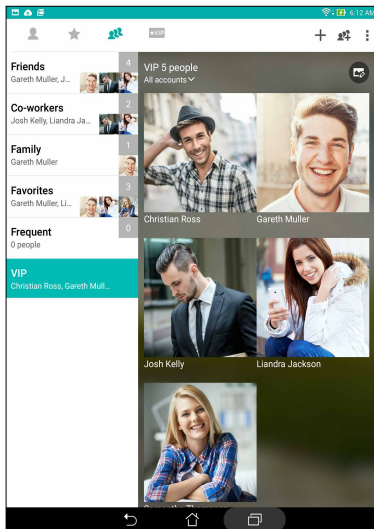 6:12 AM
VIP
Friends
4
Gareth Muller, J...
Co-workers
2
Josh Kelly, Liandra Ja...
Family
1
Gareth Muller
Favorites
3
Gareth Muller, Li...
Frequent
0
0 people
VIP
Christian Ross, Gareth Mull...
VIP 5 people
All accounts
Christian Ross
Gareth Muller
Josh Kelly
Liandra Jackson